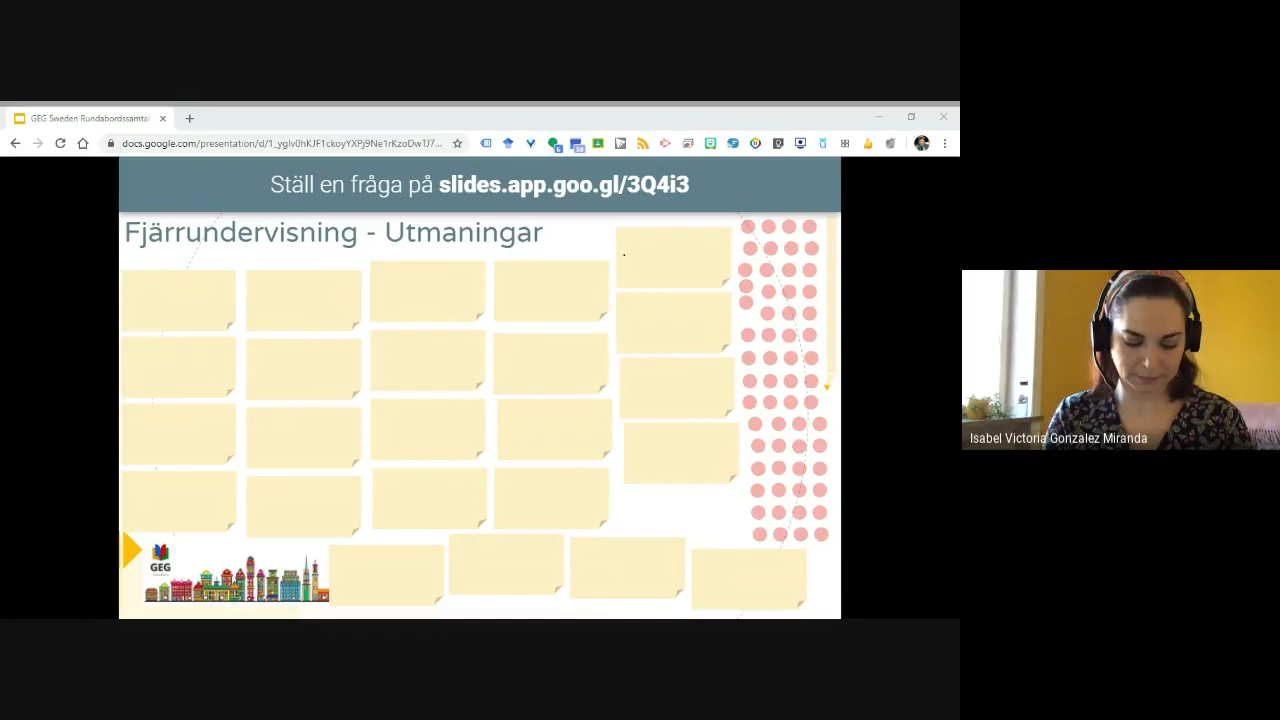 GEG Sweden Rundabordssamtal
docs.google.com/presentation/d/1_yglv0hKJF1ckoyYXPj9Ne1rKzoDwTJ7...
Ställ en fråga på slides.app.goo.gl/3Q4i3
Fjärrundervisning - Utmaningar
GEG
Isabel Victoria Gonzalez Miranda